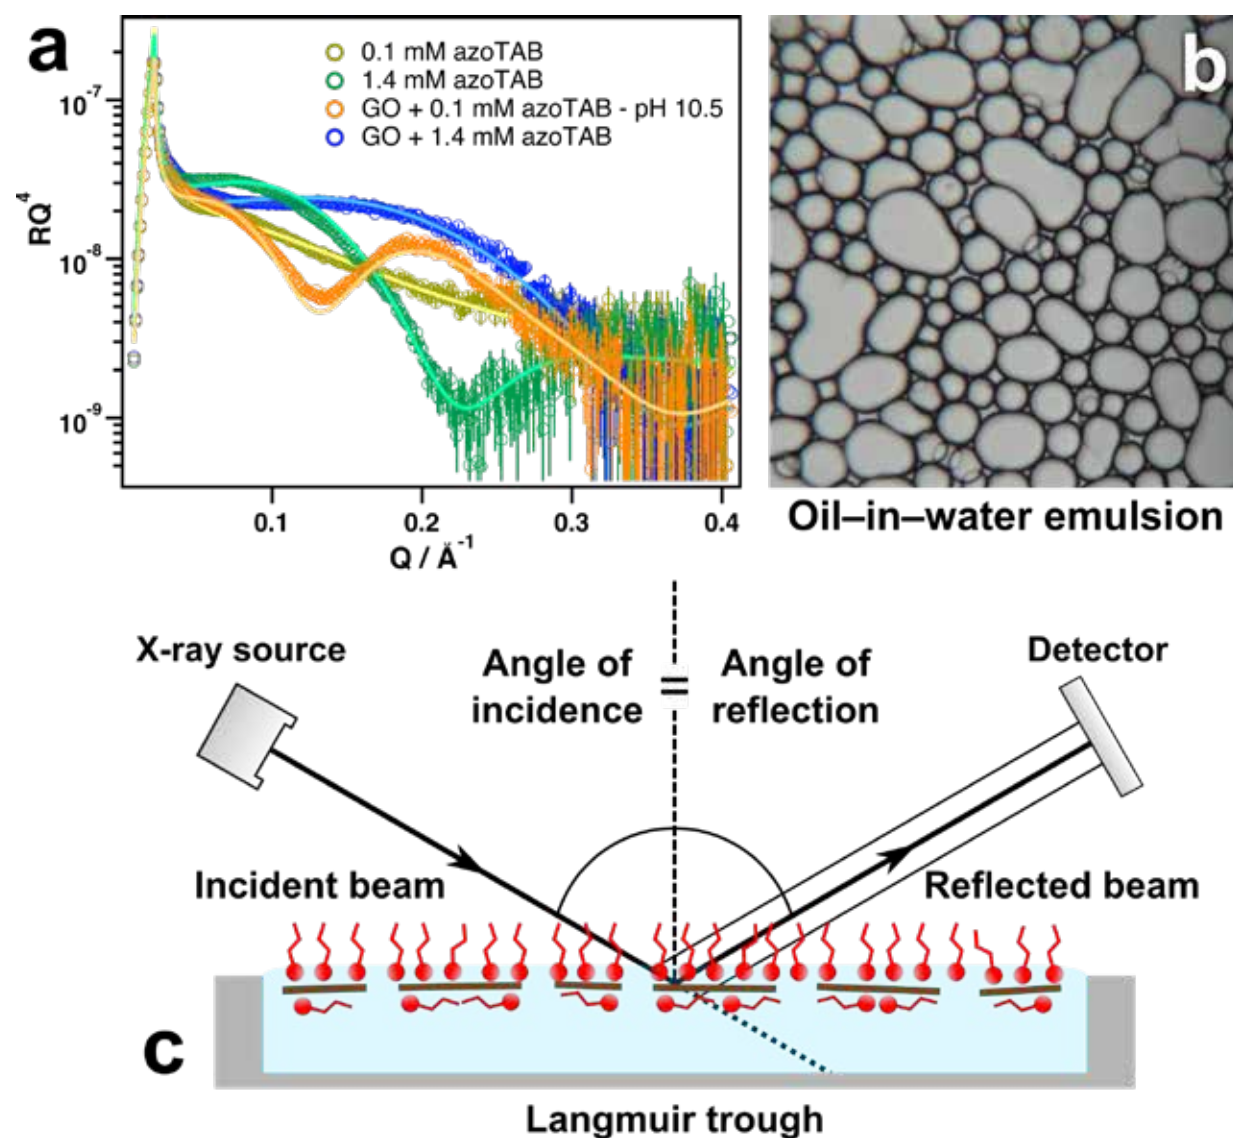 a
0.1 mM azoTAB
1.4 mM azoTAB
GO + 0.1 mM azoTAB - pH 10.5
GO + 1.4 mM azoTAB
10⁻⁷
10⁻⁸
10⁻⁹
RQ⁴
0.1
0.2
0.3
0.4
Q / Å⁻¹
b
Oil–in–water emulsion
X-ray source
Angle of
incidence
=
Angle of
reflection
Detector
Incident beam
Reflected beam
c
Langmuir trough